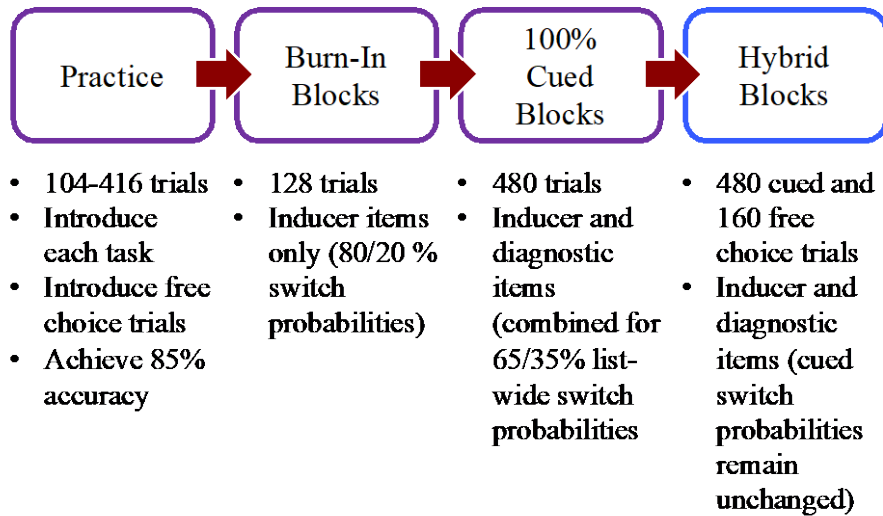 Practice
Burn-In
Blocks
100%
Cued
Blocks
Hybrid
Blocks
• 104-416 trials
• Introduce
each task
• Introduce free
choice trials
• Achieve 85%
accuracy
• 128 trials
• Inducer items
only (80/20 %
switch
probabilities)
• 480 trials
• Inducer and
diagnostic
items
(combined for
65/35% list-
wide switch
probabilities
• 480 cued and
160 free
choice trials
• Inducer and
diagnostic
items (cued
switch
probabilities
remain
unchanged)